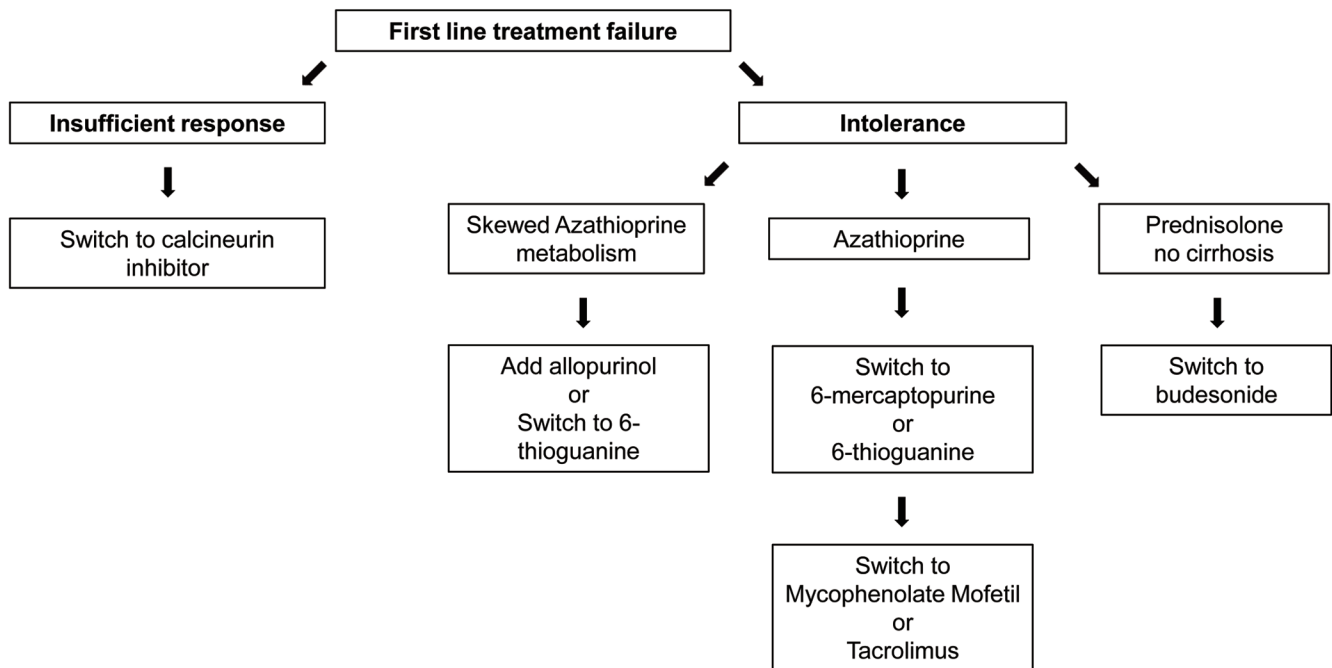 First line treatment failure
Insufficient response
Intolerance
Switch to calcineurin
inhibitor
Skewed Azathioprine
metabolism
Azathioprine
Prednisolone
no cirrhosis
Add allopurinol
or
Switch to 6-
thioguanine
Switch to
6-mercaptopurine
or
6-thioguanine
Switch to
budesonide
Switch to
Mycophenolate Mofetil
or
Tacrolimus